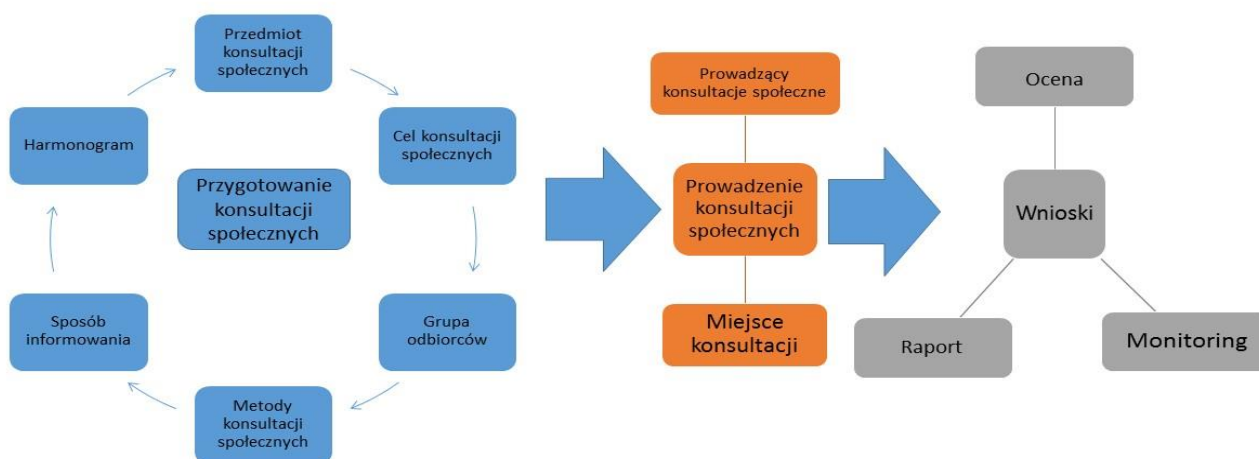 Przedmiot
konsultacji
społecznych
Cel konsultacji
społecznych
Grupa
odbiorców
Metody
konsultacji
społecznych
Sposób
informowania
Harmonogram
Przygotowanie
konsultacji
społecznych
Prowadzący
konsultacje społeczne
Prowadzenie
konsultacji
społecznych
Miejsce
konsultacji
Ocena
Wnioski
Raport
Monitoring